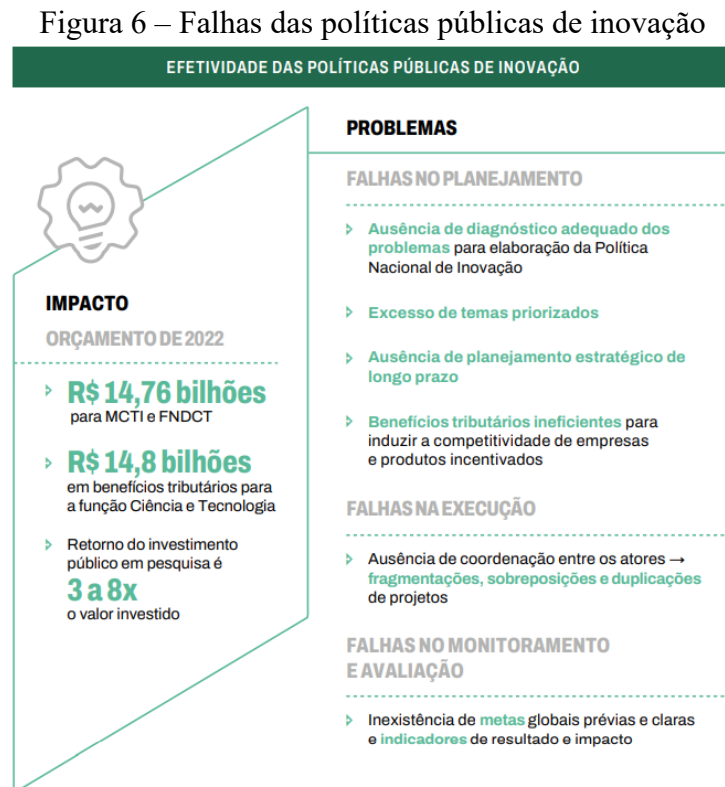 Figura 6 – Falhas das políticas públicas de inovação
EFETIVIDADE DAS POLÍTICAS PÚBLICAS DE INOVAÇÃO
IMPACTO
ORÇAMENTO DE 2022
R$ 14,76 bilhões
para MCTI e FNDCT
R$ 14,8 bilhões
em benefícios tributários para
a função Ciência e Tecnologia
Retorno do investimento
público em pesquisa é
3 a 8x
o valor investido
PROBLEMAS
FALHAS NO PLANEJAMENTO
Ausência de diagnóstico adequado dos
problemas para elaboração da Política
Nacional de Inovação
Excesso de temas priorizados
Ausência de planejamento estratégico de
longo prazo
Benefícios tributários ineficientes para
induzir a competitividade de empresas
e produtos incentivados
FALHAS NA EXECUÇÃO
Ausência de coordenação entre os atores →
fragmentações, sobreposições e duplicações
de projetos
FALHAS NO MONITORAMENTO
E AVALIAÇÃO
Inexistência de metas globais prévias e claras
e indicadores de resultado e impacto